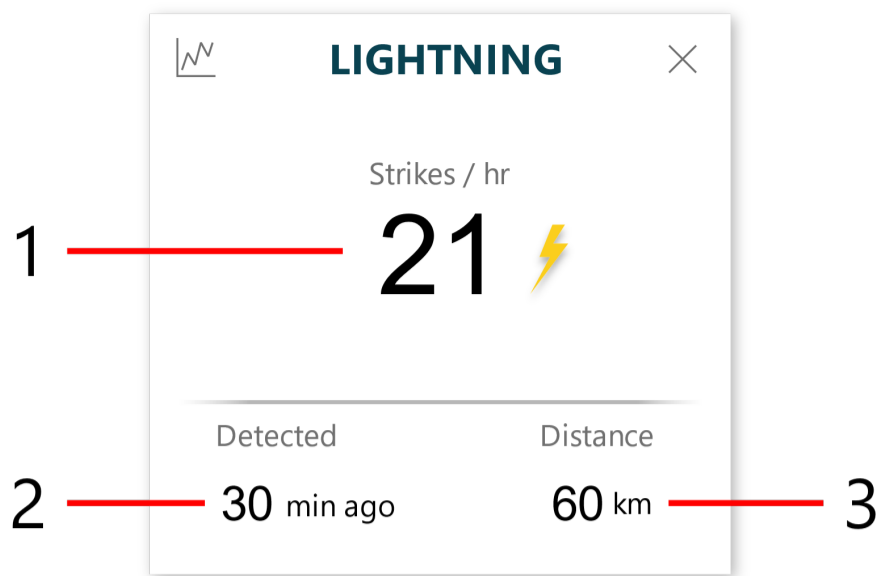 LIGHTNING
Strikes / hr
1 21
Detected Distance
2 30 min ago 60 km 3